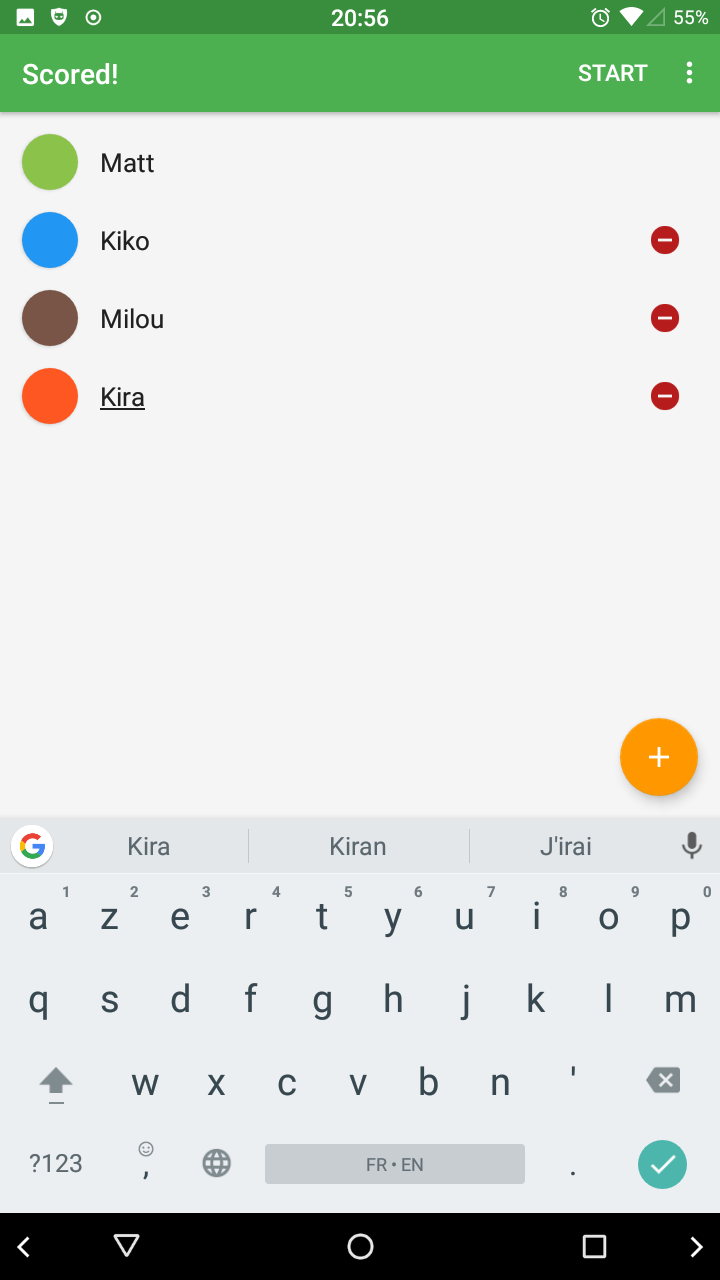 20:56 55%
Scored! START
Matt
Kiko
Milou
Kira
Kira Kiran J'irai
1 2 3 4 5 6 7 8 9 0
a z e r t y u i o p
q s d f g h j k l m
w x c v b n '
?123 , FR • EN .